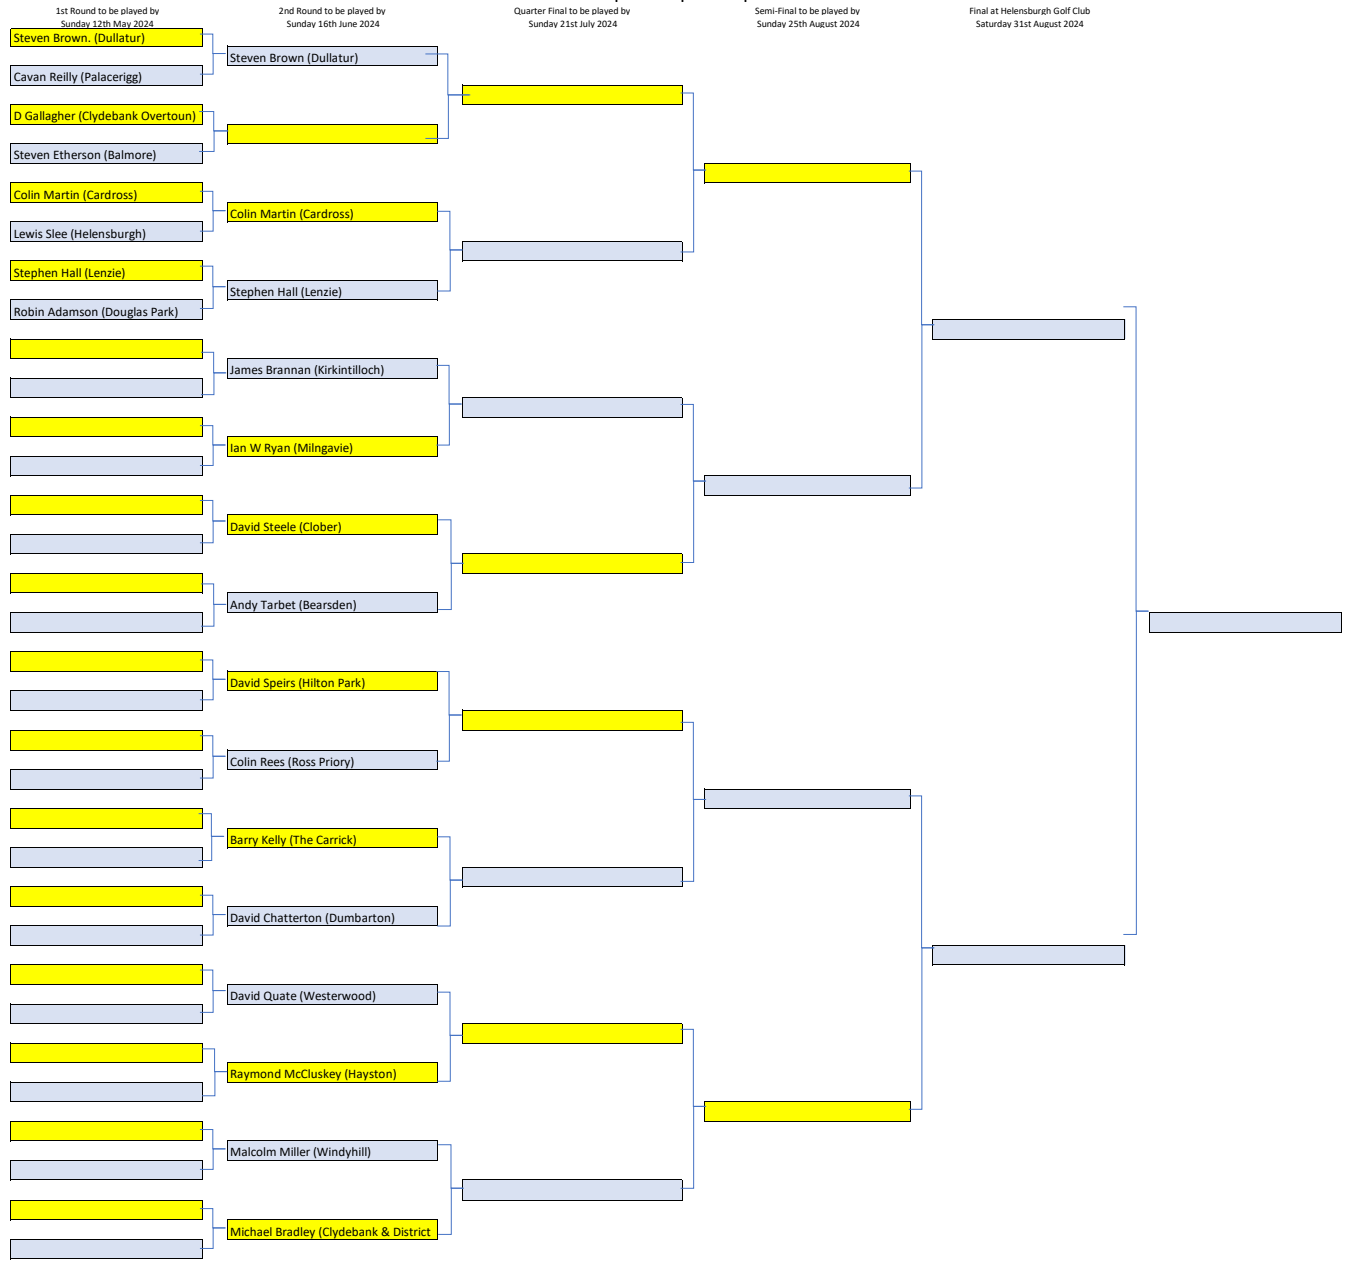 1st Round to be played by
Sunday 12th May 2024
2nd Round to be played by
Sunday 16th June 2024
Quarter Final to be played by
Sunday 21st July 2024
Semi-Final to be played by
Sunday 25th August 2024
Final at Helensburgh Golf Club
Saturday 31st August 2024
Steven Brown. (Dullatur)
Cavan Reilly (Palacerigg)
D Gallagher (Clydebank Overtoun)
Steven Etherson (Balmore)
Colin Martin (Cardross)
Lewis Slee (Helensburgh)
Stephen Hall (Lenzie)
Robin Adamson (Douglas Park)
Steven Brown (Dullatur)
Colin Martin (Cardross)
Stephen Hall (Lenzie)
James Brannan (Kirkintilloch)
Ian W Ryan (Milngavie)
David Steele (Clober)
Andy Tarbet (Bearsden)
David Speirs (Hilton Park)
Colin Rees (Ross Priory)
Barry Kelly (The Carrick)
David Chatterton (Dumbarton)
David Quate (Westerwood)
Raymond McCluskey (Hayston)
Malcolm Miller (Windyhill)
Michael Bradley (Clydebank & District